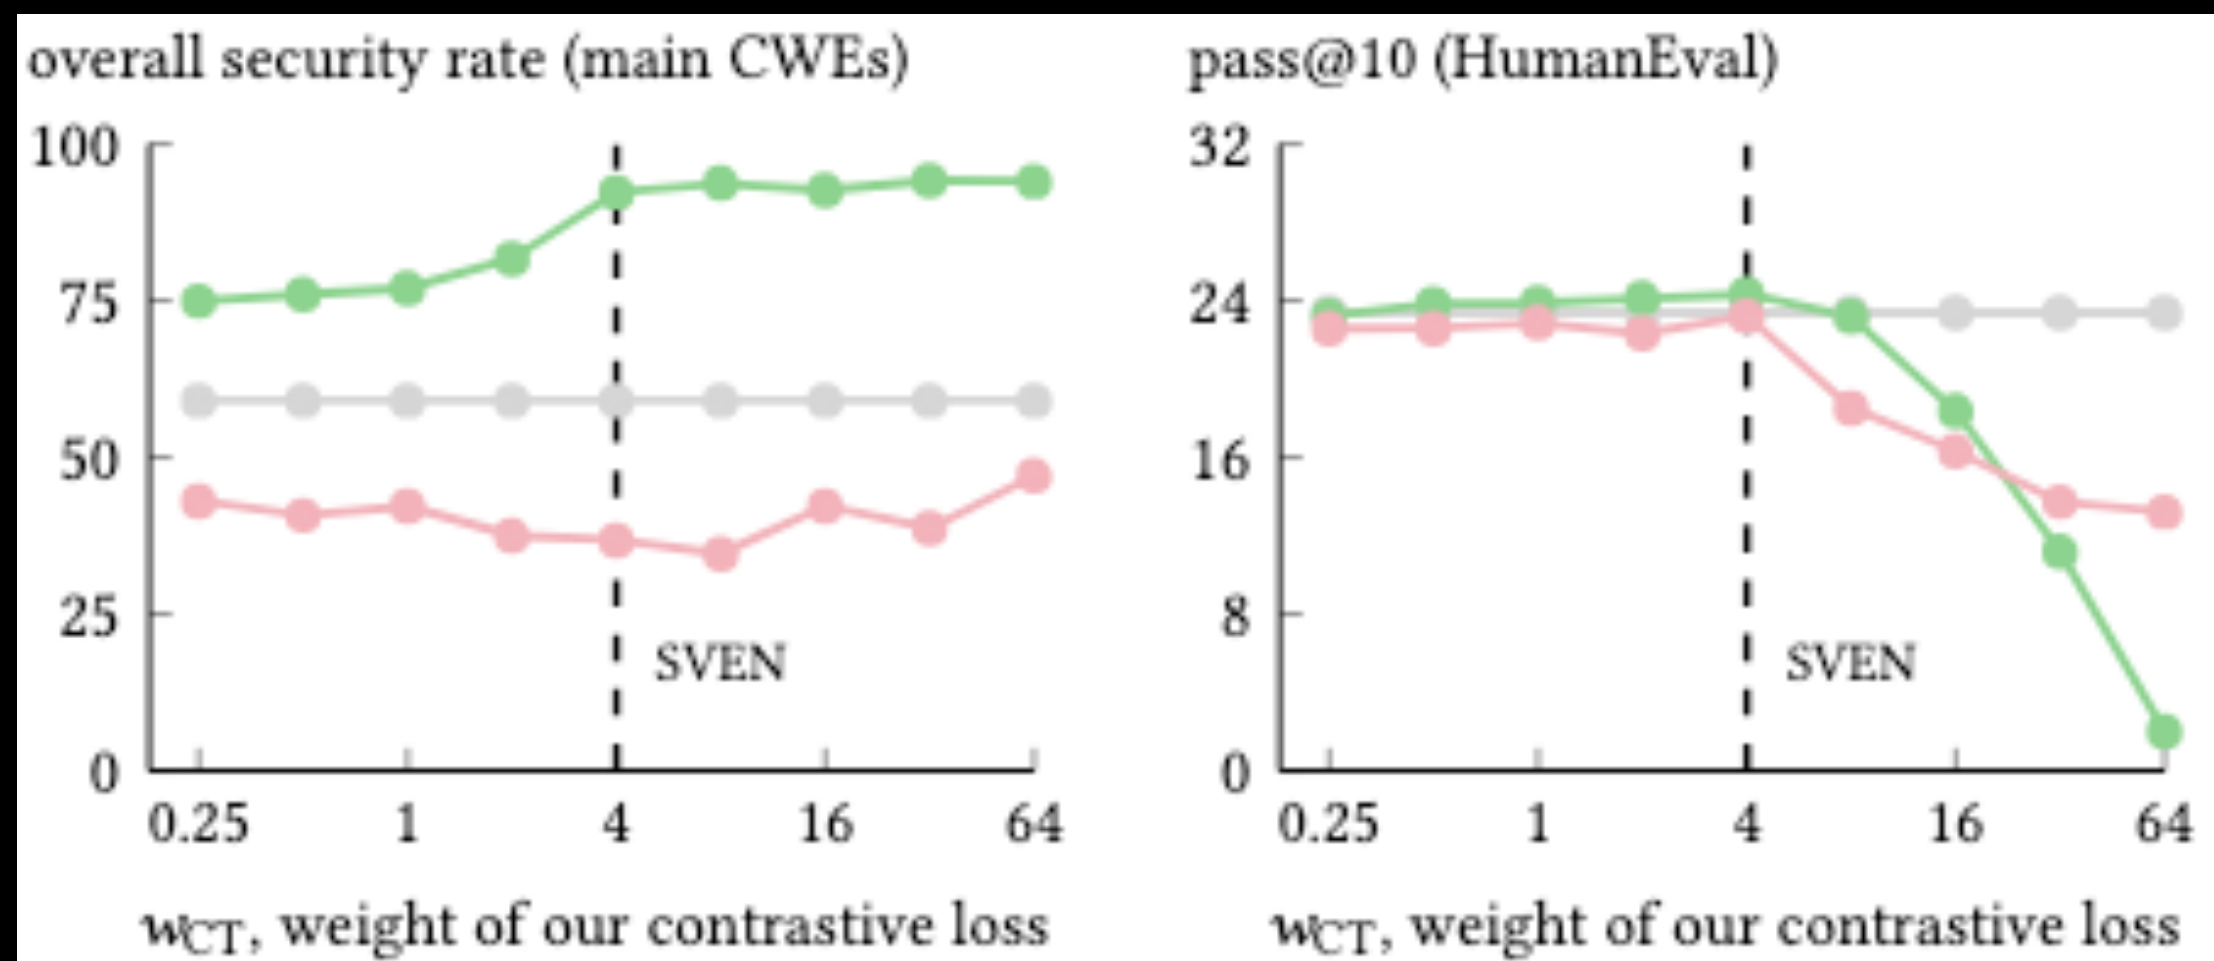 overall security rate (main CWEs)
100
75
50
25
0
SVEN
0.25 1 4 16 64
wCT, weight of our contrastive loss
pass@10 (HumanEval)
32
24
16
8
0
SVEN
0.25 1 4 16 64
wCT, weight of our contrastive loss